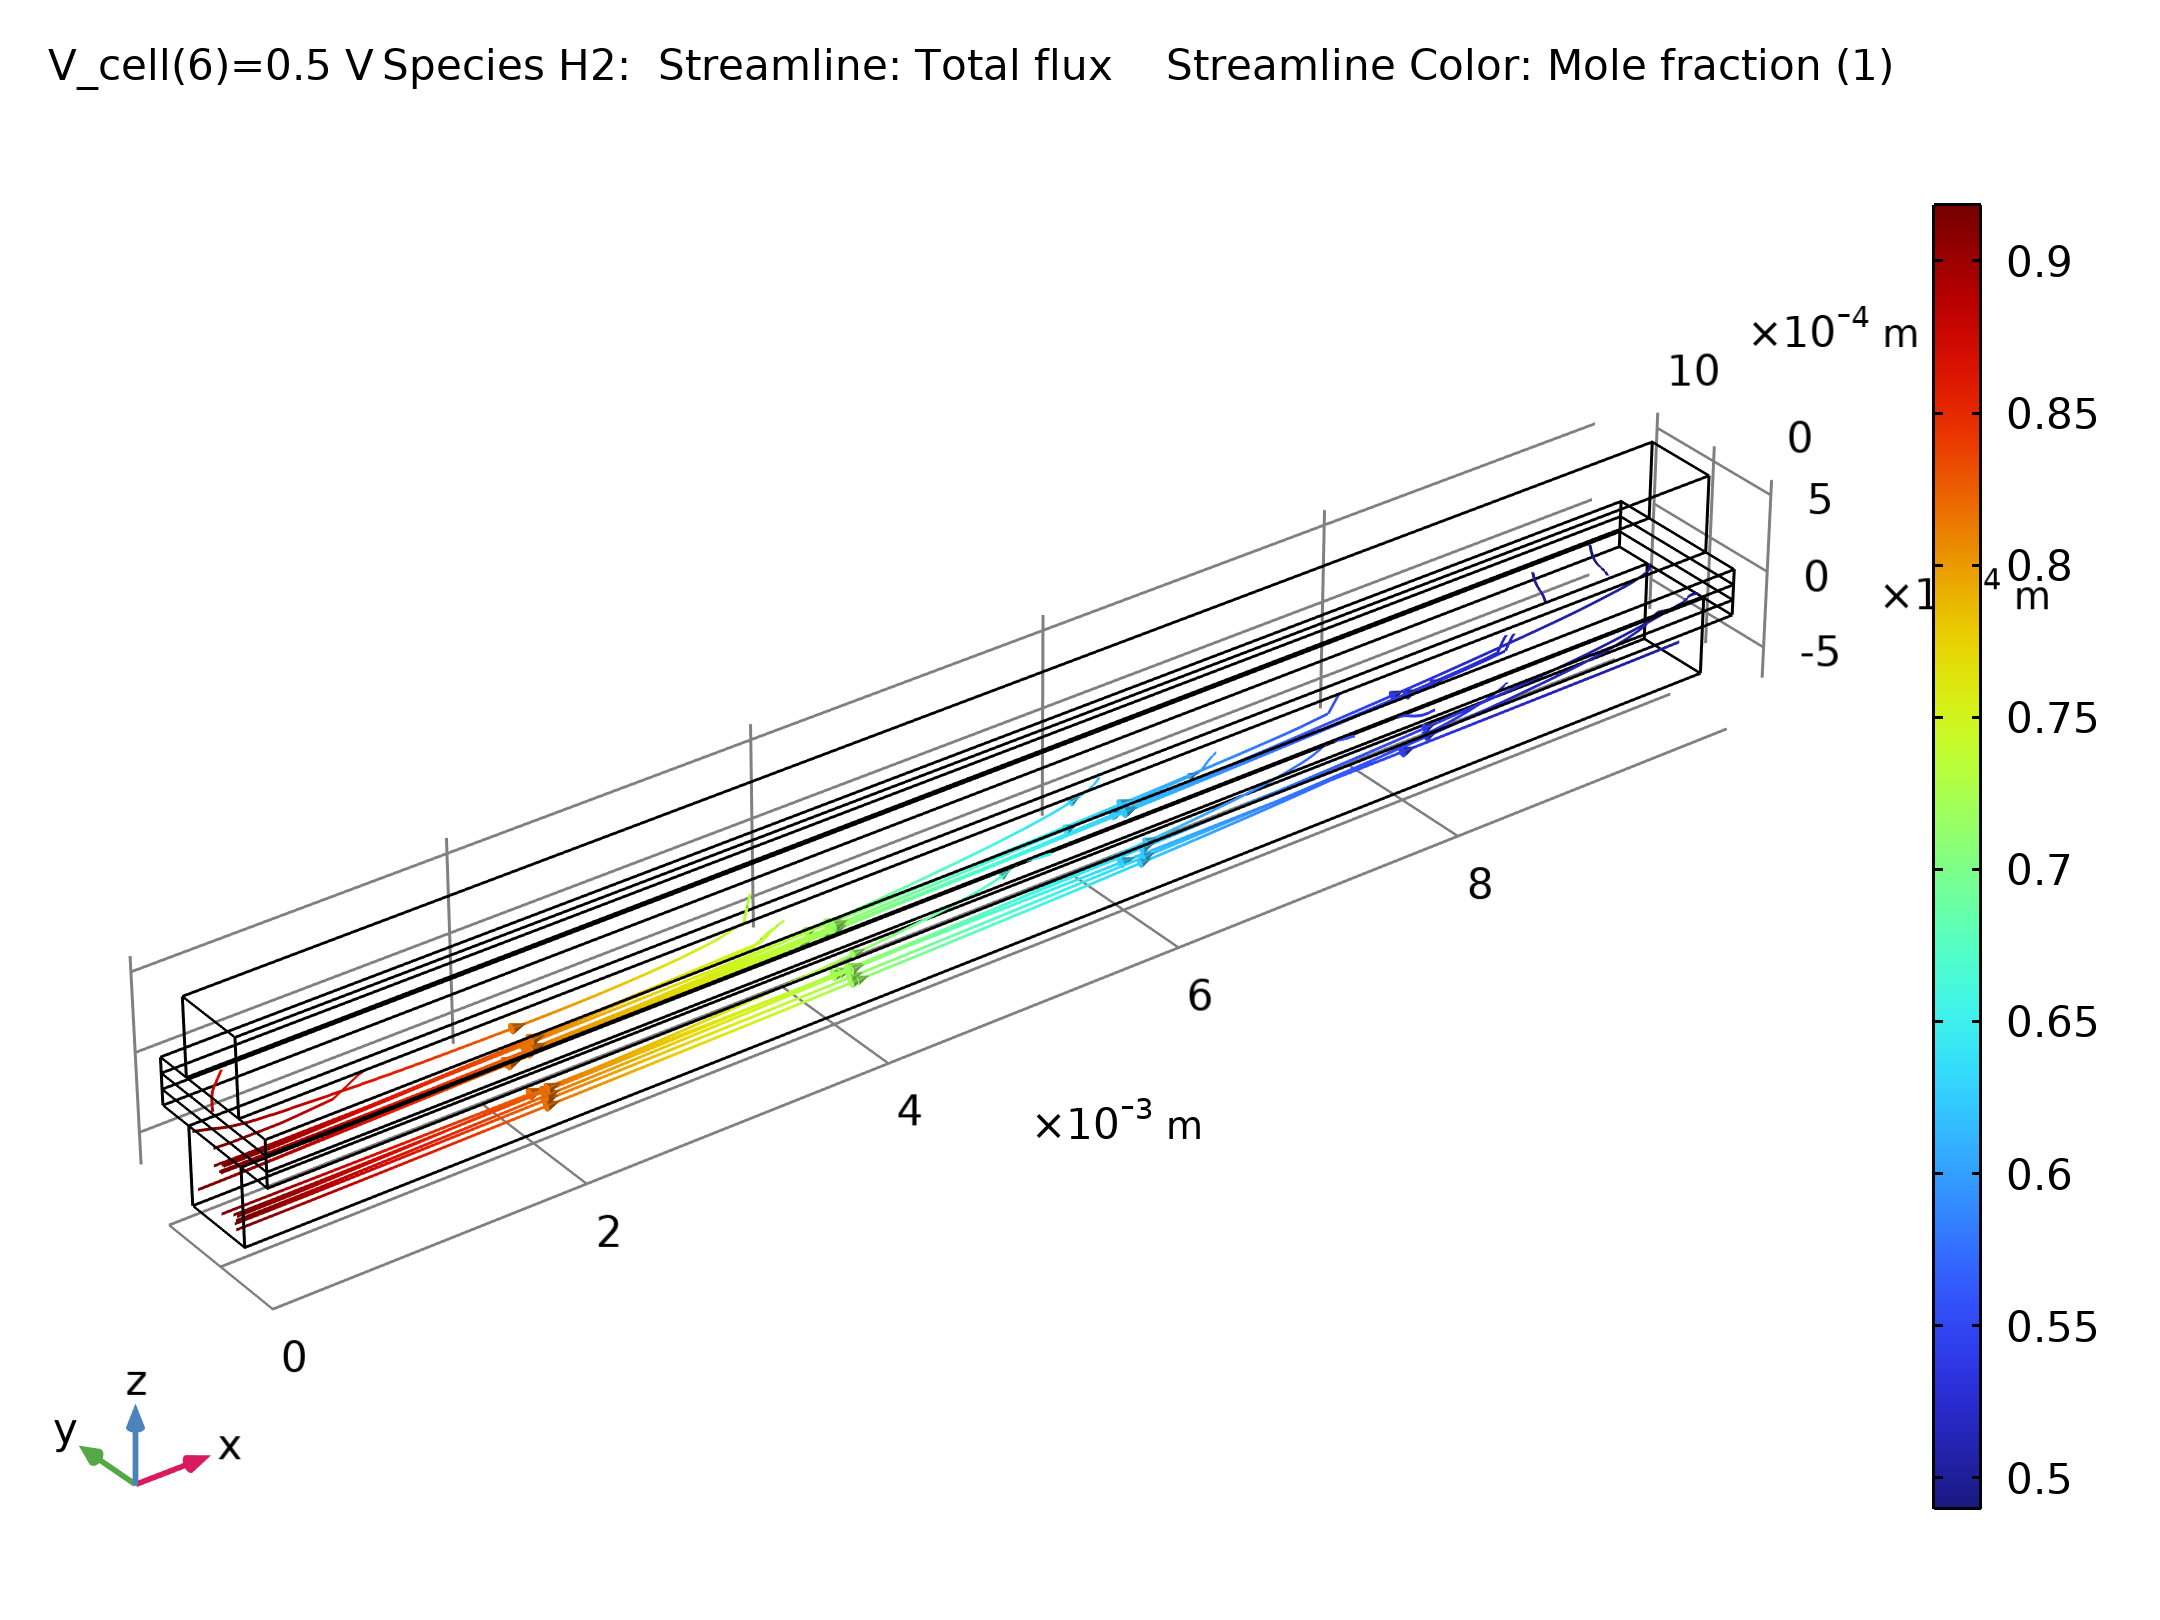 V_cell(6)=0.5 V Species H2: Streamline: Total flux Streamline Color: Mole fraction (1)
0.9
×10⁻⁴ m
10
0.85
0
5
0.8
0
×1 4 m
-5
0.75
0.7
8
6
0.65
4
×10⁻³ m
0.6
2
0.55
0
z
y
x
0.5